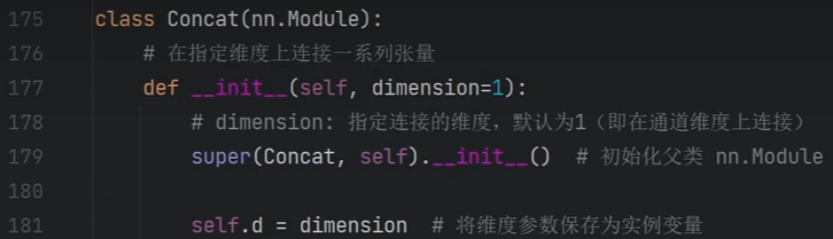 175 class Concat(nn.Module):
176     # 在指定维度上连接一系列张量
177     def __init__(self, dimension=1):
178         # dimension: 指定连接的维度，默认为1（即在通道维度上连接）
179         super(Concat, self).__init__()  # 初始化父类 nn.Module
180
181         self.d = dimension  # 将维度参数保存为实例变量